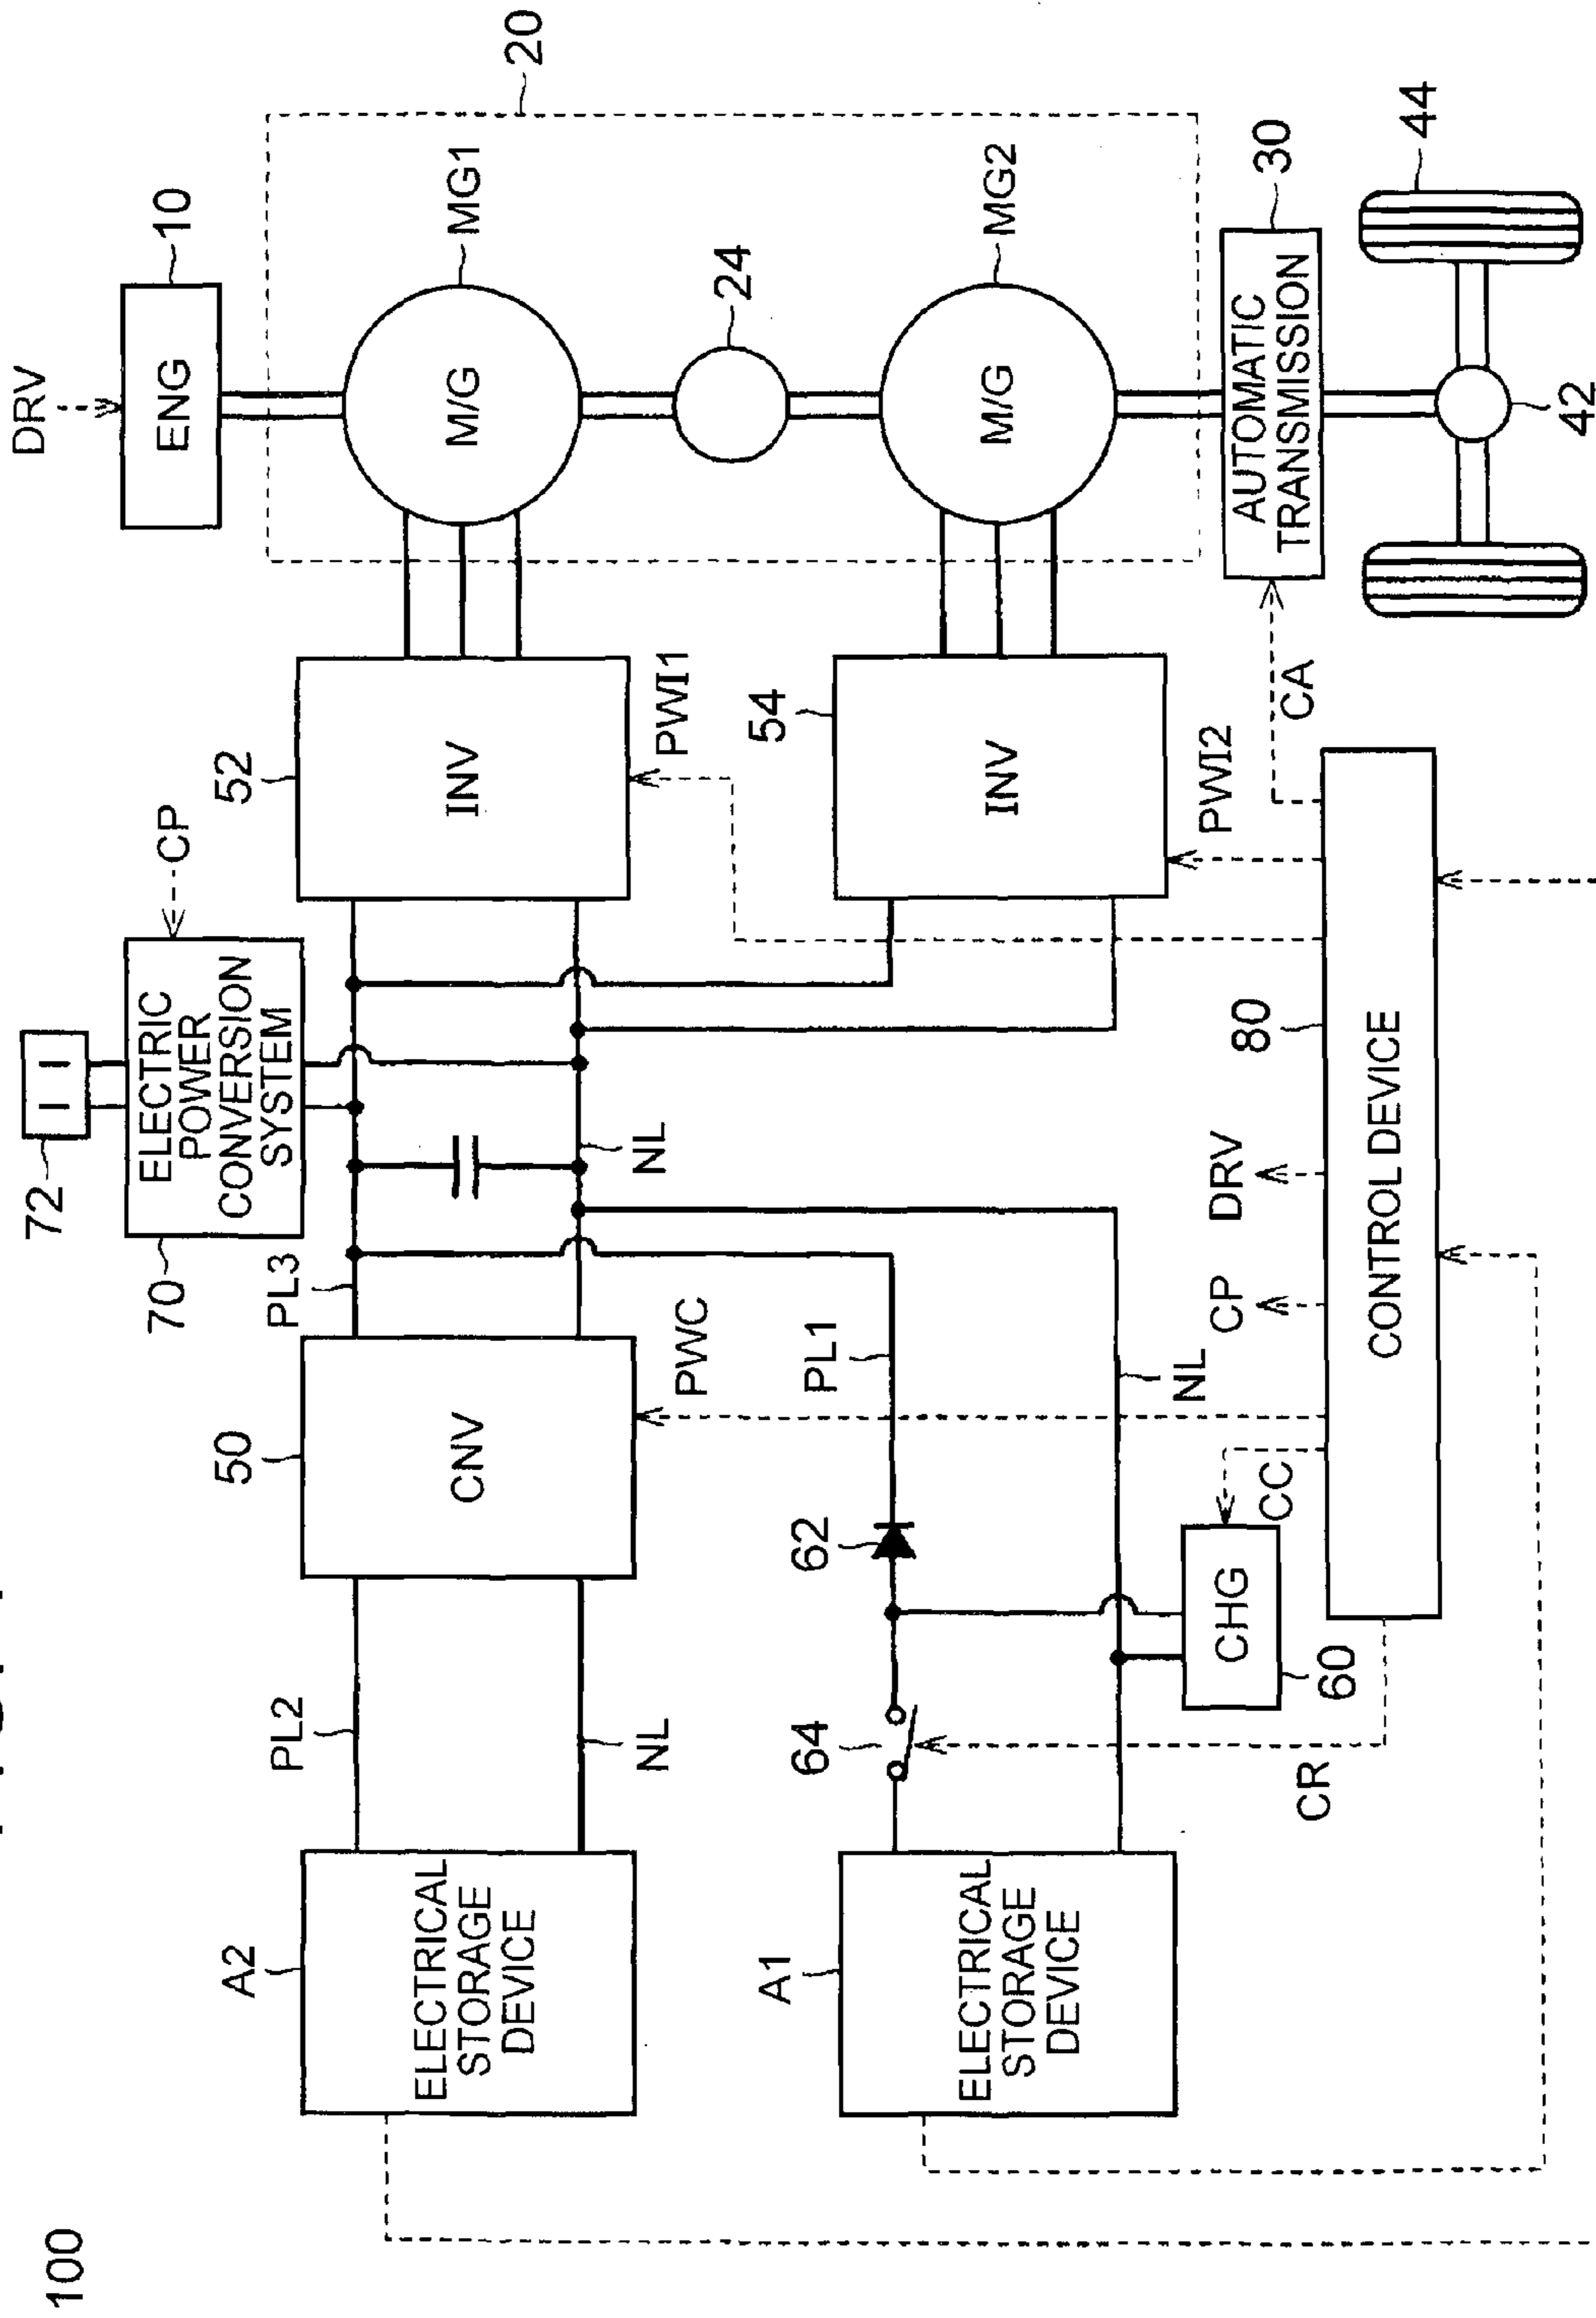 100
DRV
ENG
10
20
M/G
MG1
24
M/G
MG2
AUTOMATIC
TRANSMISSION
30
44
42
72
CP
ELECTRIC
POWER
CONVERSION
SYSTEM
70
52
INV
PWI1
54
INV
PWI2
CA
PL3
NL
50
CNV
PWC
PL1
NL
62
64
CC
CHG
60
CR
PL2
NL
A2
ELECTRICAL
STORAGE
DEVICE
A1
ELECTRICAL
STORAGE
DEVICE
CP
DRV
80
CONTROL DEVICE